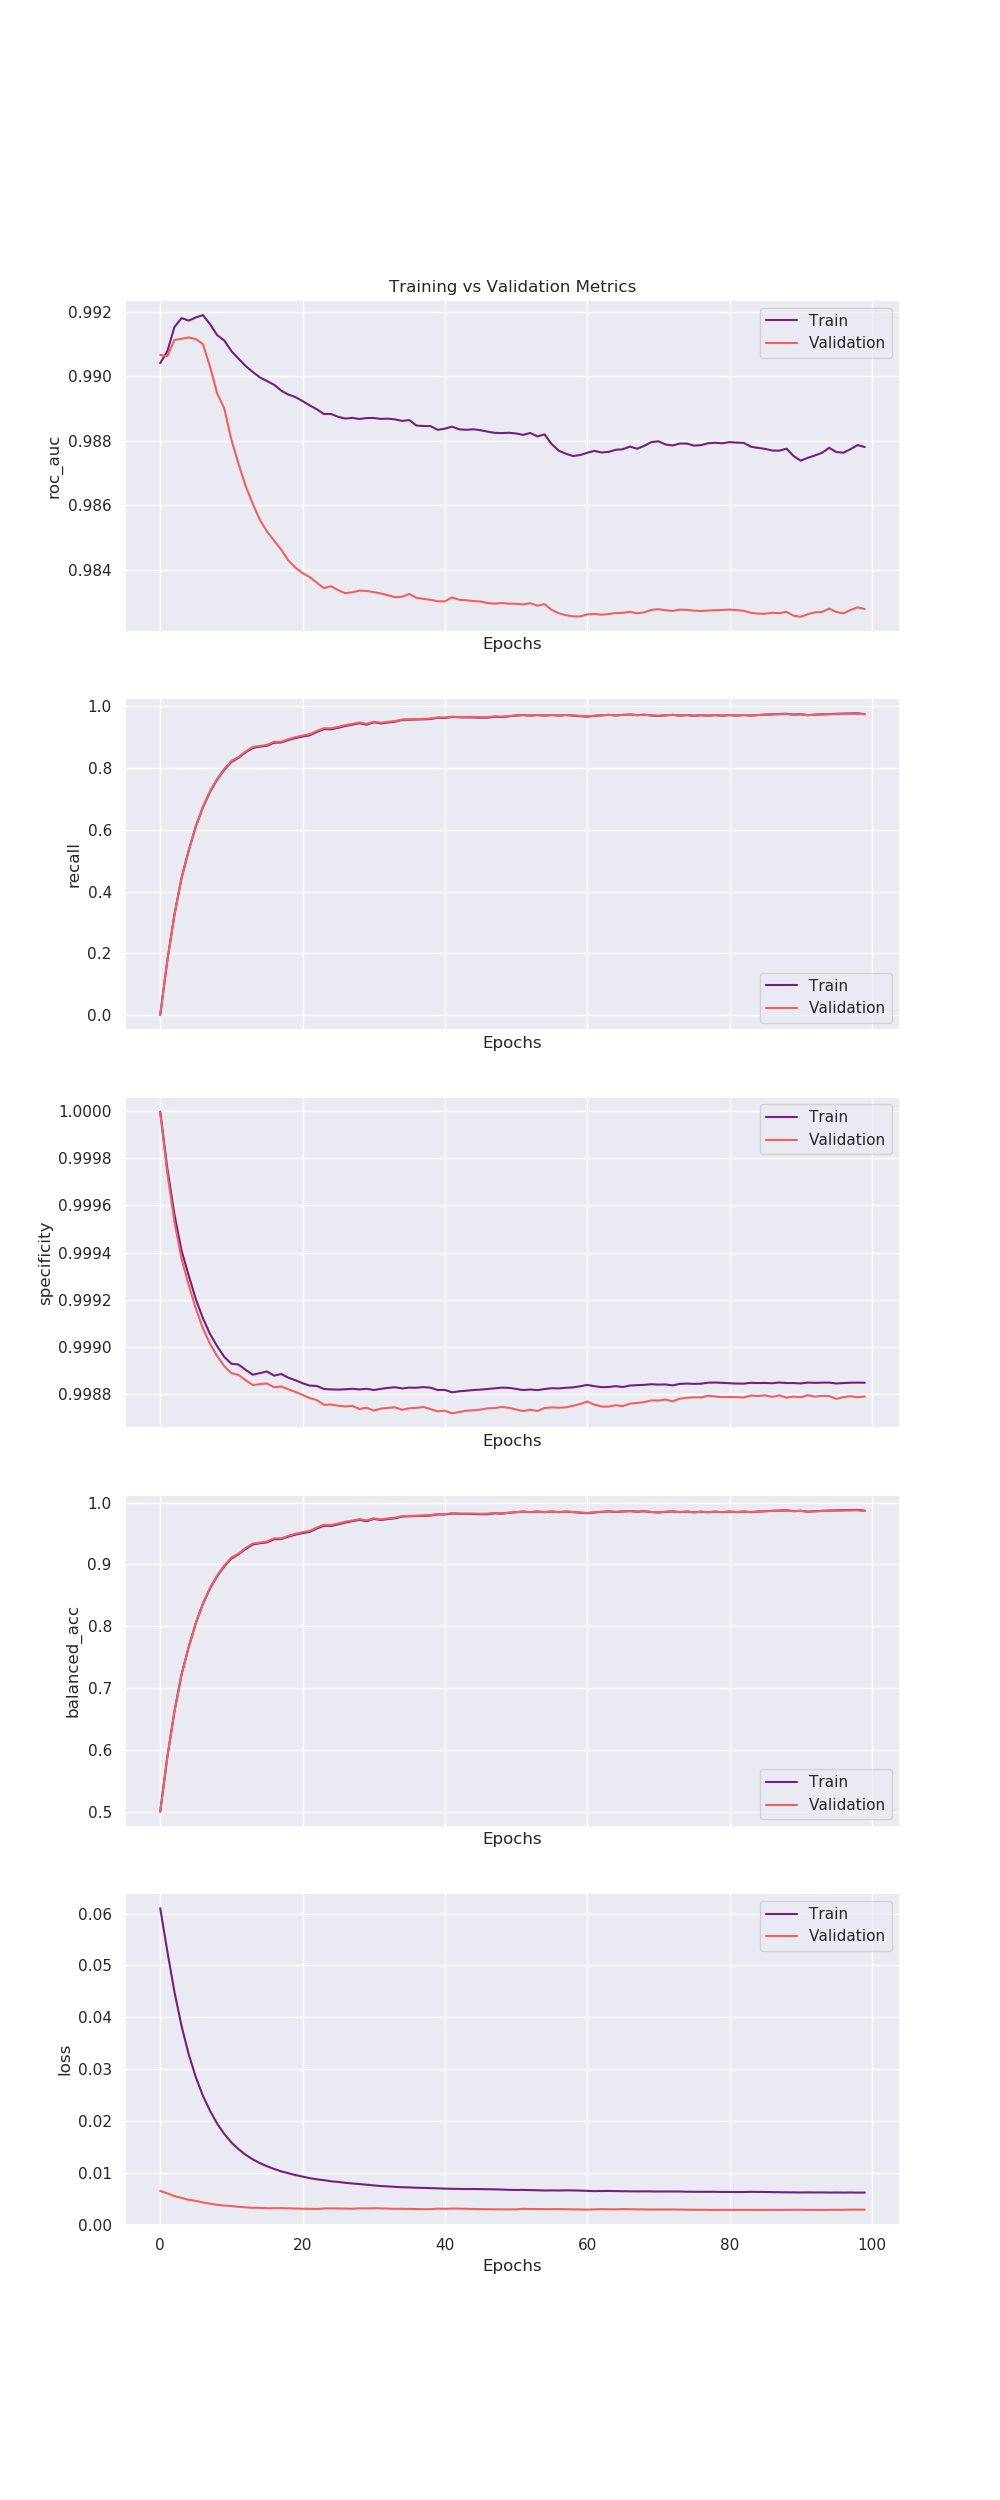 Training vs Validation Metrics
0.992
0.990
0.988
0.986
0.984
roc_auc
Train
Validation
Epochs
1.0
0.8
0.6
0.4
0.2
0.0
recall
Train
Validation
Epochs
1.0000
0.9998
0.9996
0.9994
0.9992
0.9990
0.9988
specificity
Train
Validation
Epochs
1.0
0.9
0.8
0.7
0.6
0.5
balanced_acc
Train
Validation
Epochs
0.06
0.05
0.04
0.03
0.02
0.01
0.00
loss
Train
Validation
0 20 40 60 80 100
Epochs